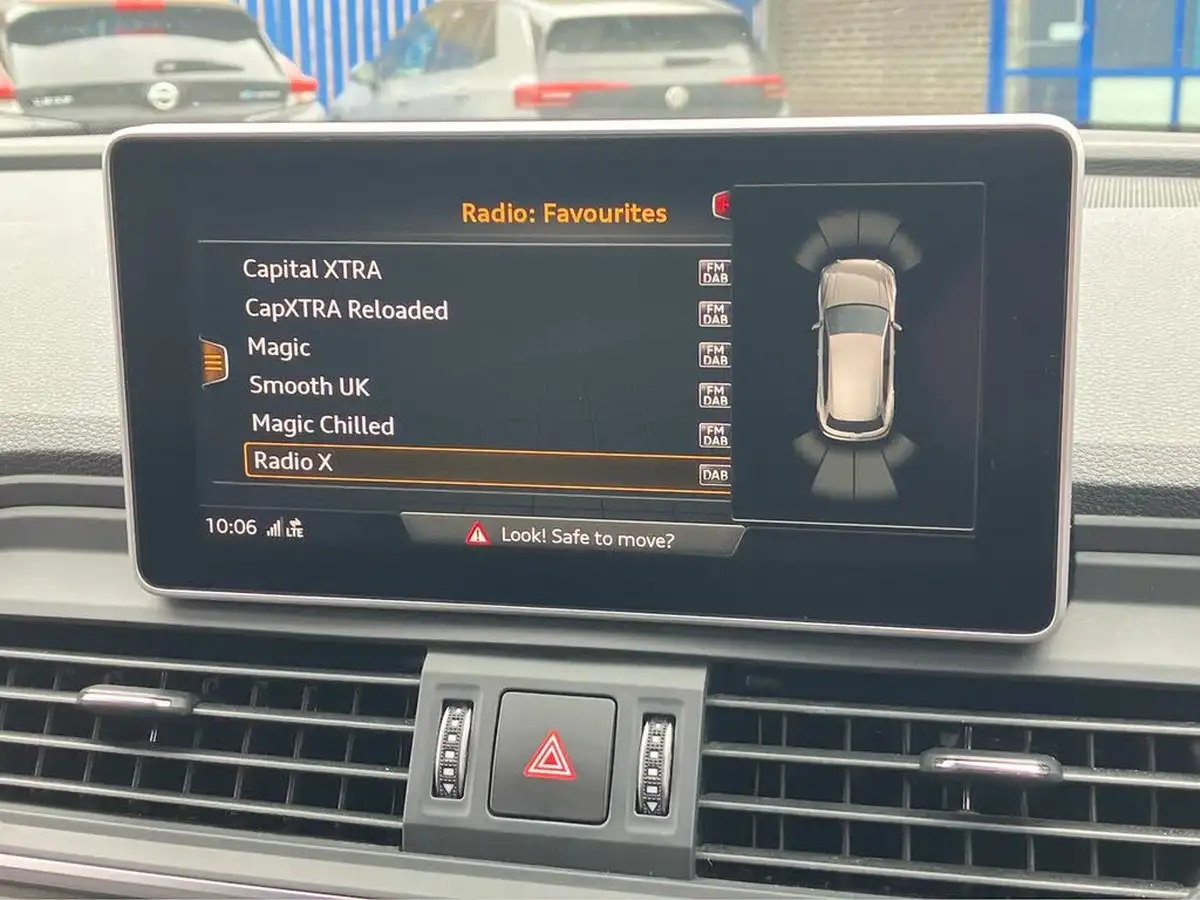 Radio: Favourites
Capital XTRA
FM DAB
CapXTRA Reloaded
FM DAB
Magic
FM DAB
Smooth UK
FM DAB
Magic Chilled
FM DAB
Radio X
DAB
10:06
LTE
Look! Safe to move?